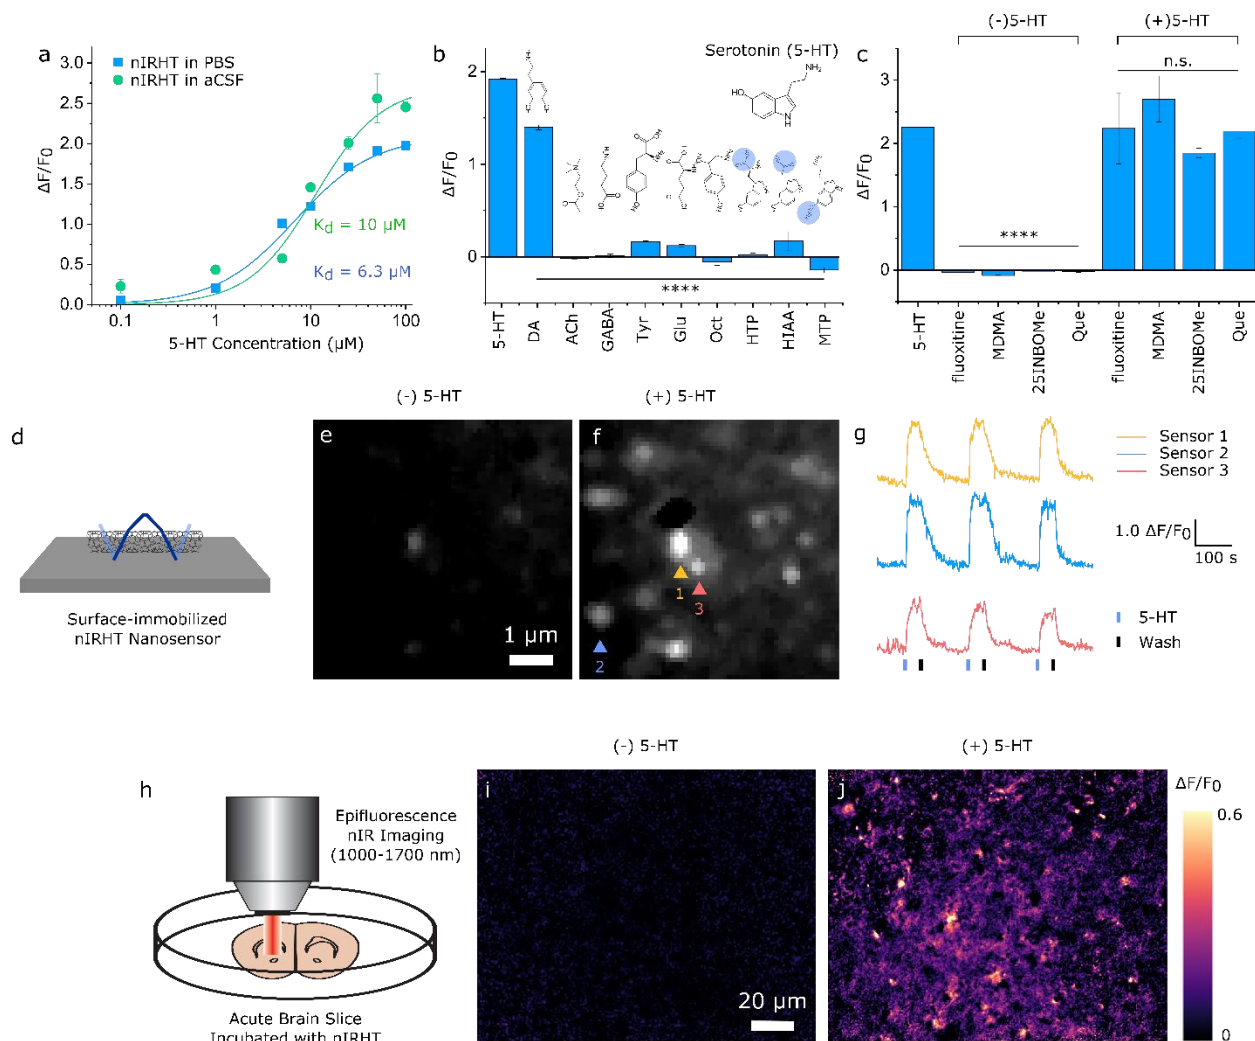 a
nIRHT in PBS
nIRHT in aCSF
3.0
2.5
2.0
1.5
1.0
0.5
0.0
ΔF/F0
Kd = 10 µM
Kd = 6.3 µM
0.1
1
10
100
5-HT Concentration (µM)
b
Serotonin (5-HT)
NH2
HO
N
H
2
1
0
ΔF/F0
****
5-HT
DA
ACh
GABA
Tyr
Glu
Oct
HTP
HIAA
MTP
c
(-)5-HT
(+)5-HT
n.s.
4
2
0
ΔF/F0
****
5-HT
fluoxitine
MDMA
25INBOMe
Que
fluoxitine
MDMA
25INBOMe
Que
d
Surface-immobilized
nIRHT Nanosensor
(-) 5-HT
(+) 5-HT
e
1 µm
f
1
3
2
g
Sensor 1
Sensor 2
Sensor 3
1.0 ΔF/F0
100 s
5-HT
Wash
h
Epifluorescence
nIR Imaging
(1000-1700 nm)
Acute Brain Slice
Incubated with nIRHT
(-) 5-HT
(+) 5-HT
i
20 µm
j
ΔF/F0
0.6
0